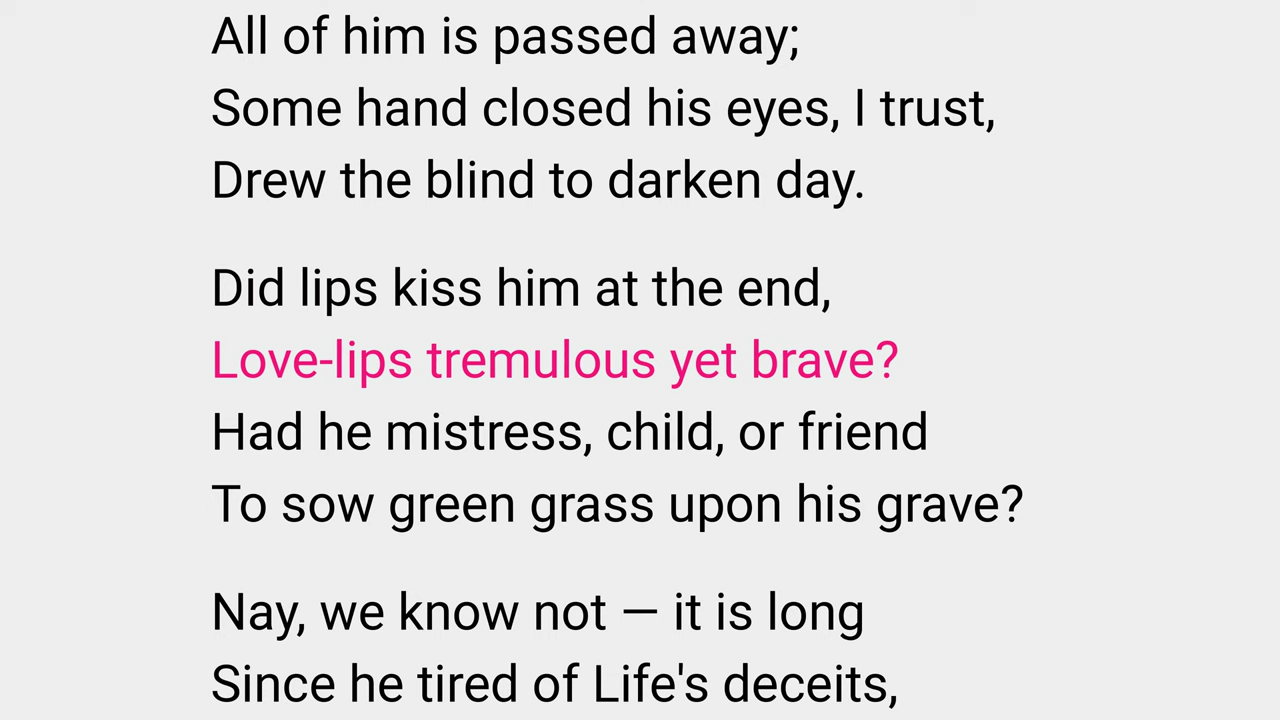 All of him is passed away;
Some hand closed his eyes, I trust,
Drew the blind to darken day.
Did lips kiss him at the end,
Love-lips tremulous yet brave?
Had he mistress, child, or friend
To sow green grass upon his grave?
Nay, we know not — it is long
Since he tired of Life's deceits,